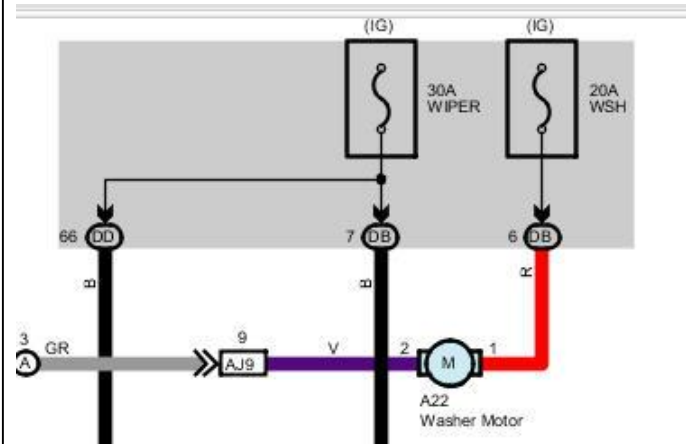 (IG)
(IG)
30A
WIPER
20A
WSH
66 DD
7 DB
6 DB
B
B
R
3
A
GR
9
AJ9
V
2
M
1
A22
Washer Motor